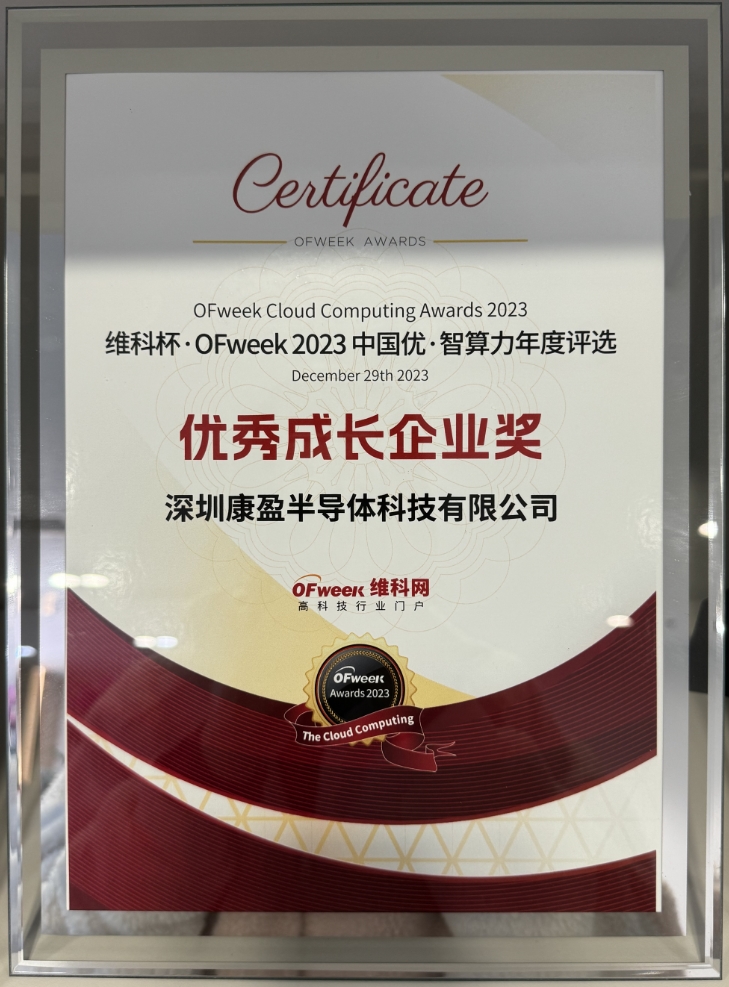 Certificate
OFWEEK AWARDS
OFweek Cloud Computing Awards 2023
维科杯·OFweek 2023 中国优·智算力年度评选
December 29th 2023
优秀成长企业奖
深圳康盈半导体科技有限公司
OFweek 维科网
高科技行业门户
OFweek
Awards 2023
The Cloud Computing